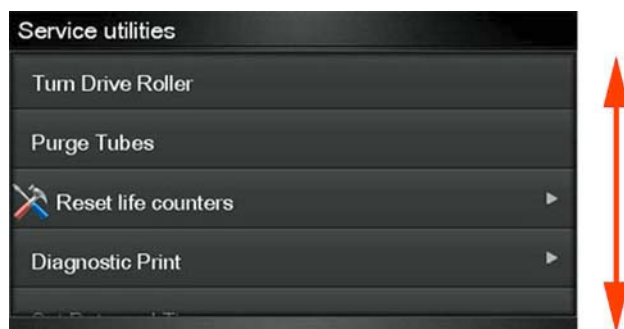 Service utilities
Turn Drive Roller
Purge Tubes
Reset life counters
Diagnostic Print